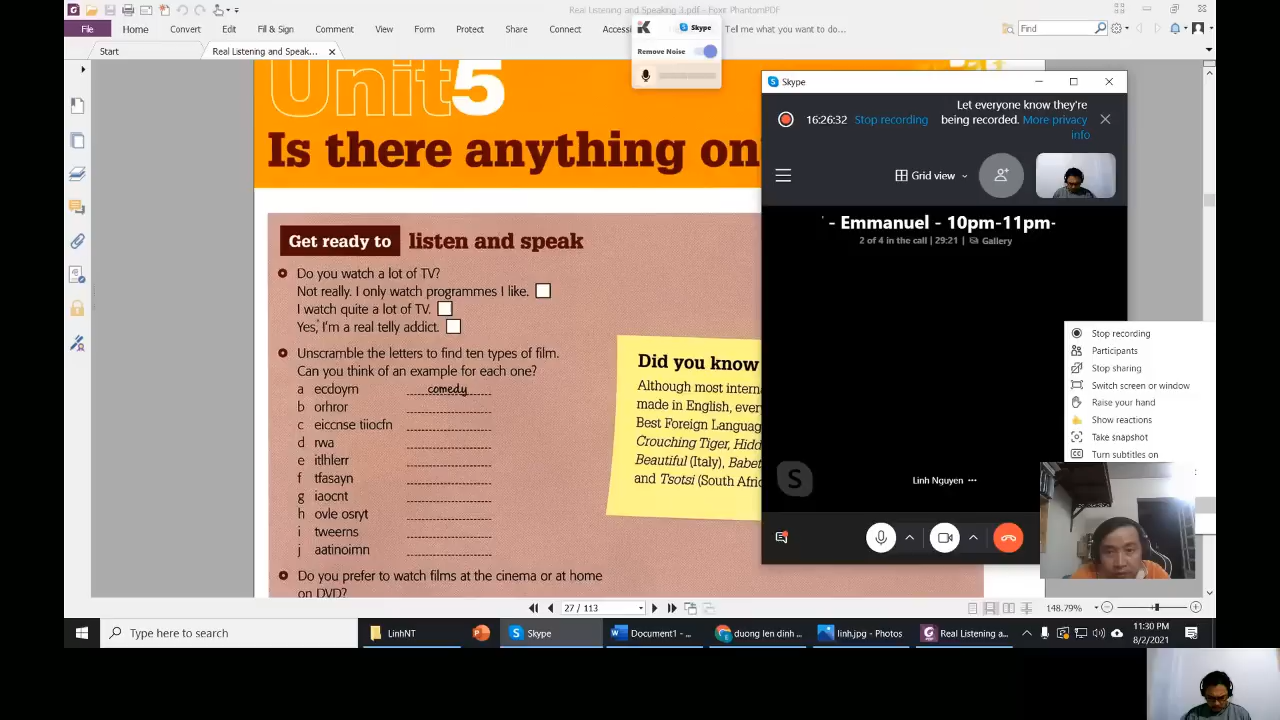 Real Listening and Speaking 3.pdf - Foxit PhantomPDF
File Home Convert Edit Fill & Sign Comment View Form Protect Share Connect Tell me what you want to do...
Find
Start
Real Listening and Speak...
Skype
Remove Noise
Unit5
Is there anything on
Get ready to listen and speak
Do you watch a lot of TV?
Not really. I only watch programmes I like.
I watch quite a lot of TV.
Yes, I'm a real telly addict.
Unscramble the letters to find ten types of film.
Can you think of an example for each one?
a ecdoym comedy
b orhror
c eiccnse tiiocfn
d rwa
e itlhlerr
f tfasayn
g iaocnt
h ovle osryt
i tweerns
j aatinoimn
Do you prefer to watch films at the cinema or at home
on DVD?
Did you know
Although most interna
made in English, ever
Best Foreign Languag
Crouching Tiger, Hidd
Beautiful (Italy), Babet
and Tsotsi (South Afric
Skype
16:26:32 Stop recording
Let everyone know they're
being recorded. More privacy
info
Grid view
- Emmanuel - 10pm-11pm-
2 of 4 in the call | 29:21 | Gallery
S
Linh Nguyen
Stop recording
Participants
Stop sharing
Switch screen or window
Raise your hand
Show reactions
Take snapshot
Turn subtitles on
27 / 113
148.79%
Type here to search
LinhNT
Skype
Document1 - ...
duong len dinh ...
linh.jpg - Photos
Real Listening a...
11:30 PM
8/2/2021